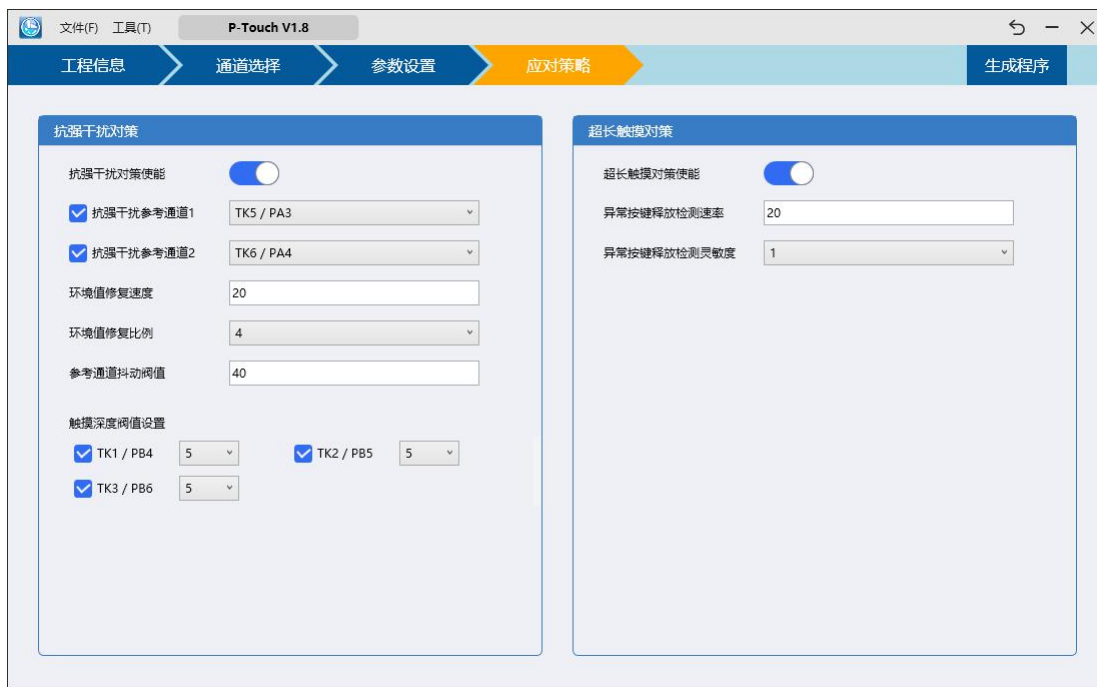 文件(F) 工具(T) P-Touch V1.8
工程信息 通道选择 参数设置 应对策略 生成程序
抗强干扰对策
抗强干扰对策使能
抗强干扰参考通道1 TK5 / PA3
抗强干扰参考通道2 TK6 / PA4
环境值修复速度 20
环境值修复比例 4
参考通道抖动阀值 40
触摸深度阀值设置
TK1 / PB4 5 TK2 / PB5 5
TK3 / PB6 5
超长触摸对策
超长触摸对策使能
异常按键释放检测速率 20
异常按键释放检测灵敏度 1